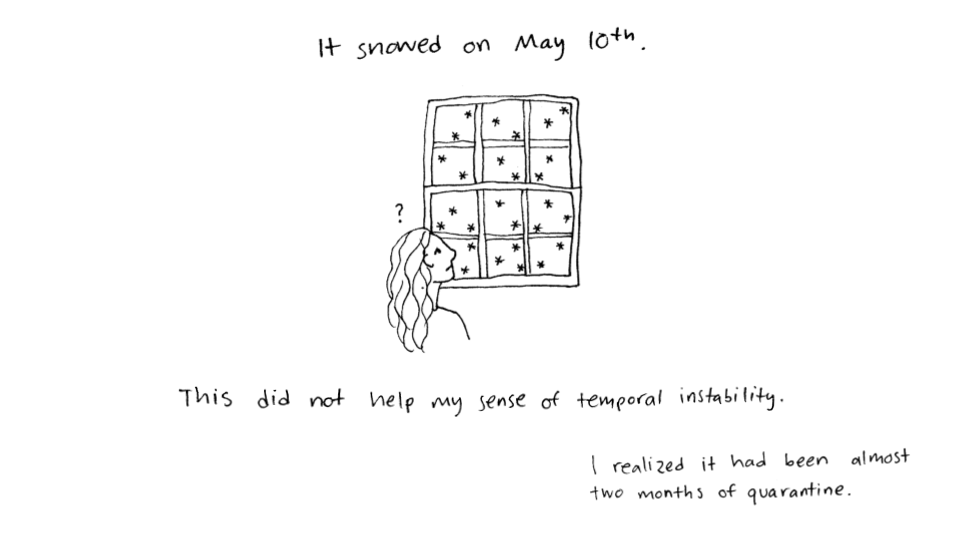 It snowed on May 10th.
?
This did not help my sense of temporal instability.
I realized it had been almost
two months of quarantine.